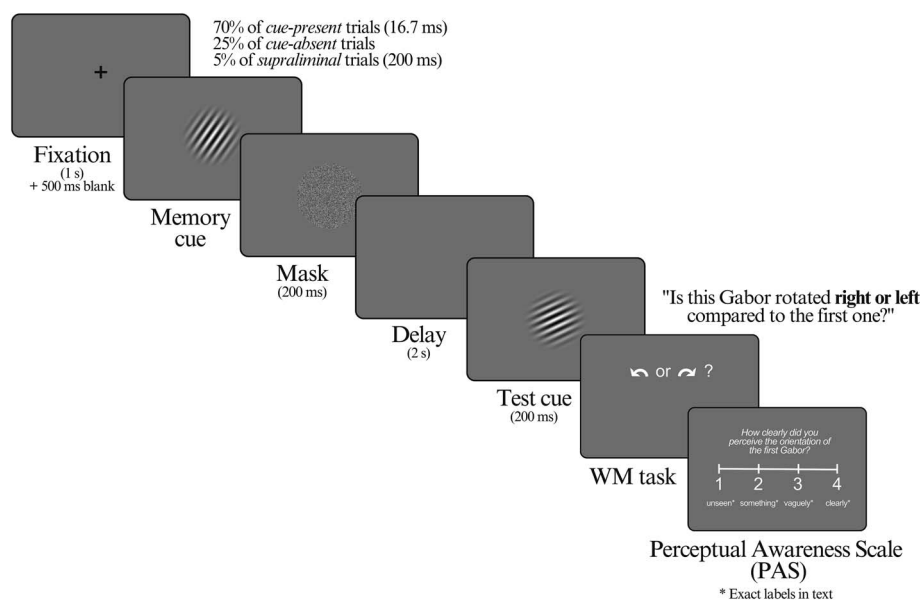 70% of cue-present trials (16.7 ms)
25% of cue-absent trials
5% of supraliminal trials (200 ms)
+
Fixation
(1 s)
+ 500 ms blank
Memory
cue
Mask
(200 ms)
Delay
(2 s)
Test cue
(200 ms)
"Is this Gabor rotated right or left
compared to the first one?"
or ?
WM task
How clearly did you
perceive the orientation of
the first Gabor?
1 2 3 4
unseen* something* vaguely* clearly*
Perceptual Awareness Scale
(PAS)
* Exact labels in text